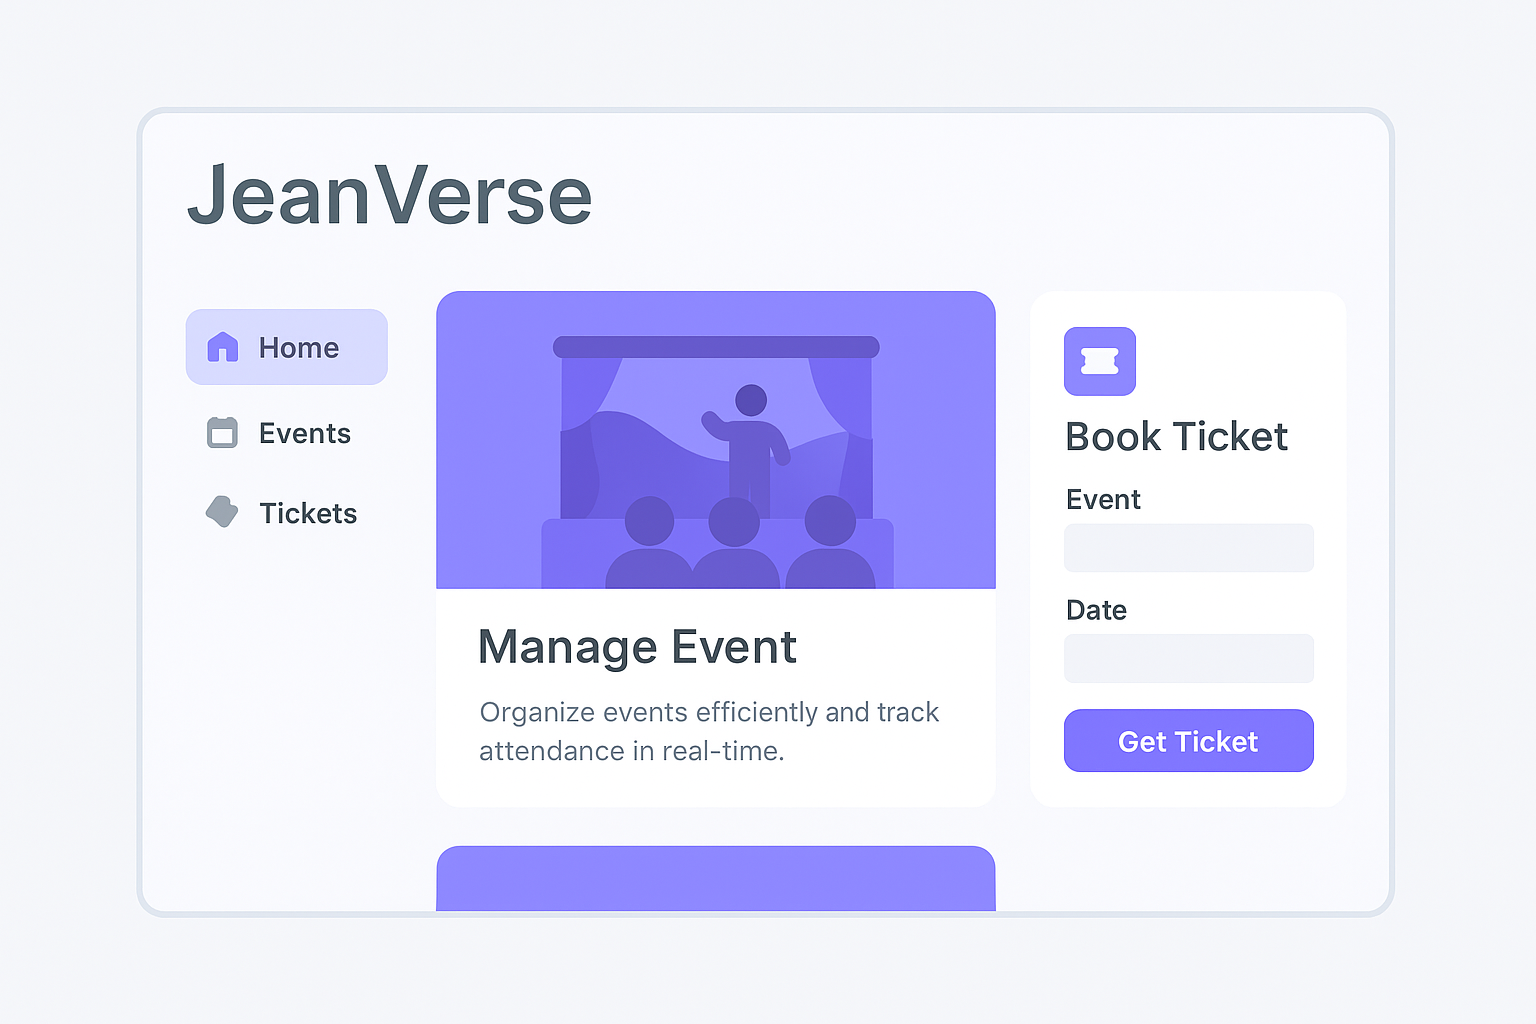 JeanVerse
Home
Events
Tickets
Manage Event
Organize events efficiently and track
attendance in real-time.
Book Ticket
Event
Date
Get Ticket